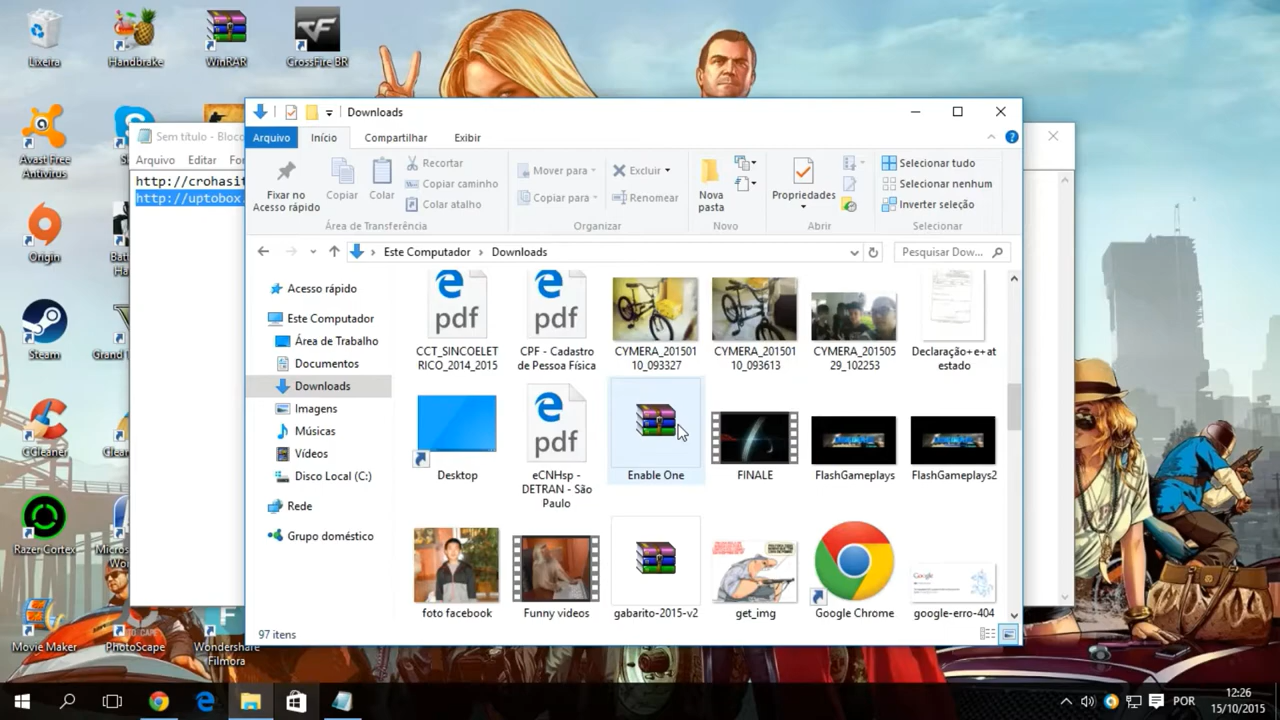 Lixeira
Handbrake
WinRAR
CrossFire BR
Avast Free
Antivirus
Origin
Steam
CCleaner
Razer Cortex
Movie Maker
PhotoScape
Wondershare
Filmora
Sem título - Bloco
Arquivo Editar
http://crohasit
http://uptobox.
Downloads
Arquivo Início Compartilhar Exibir
Fixar no
Acesso rápido
Copiar
Colar
Recortar
Copiar caminho
Colar atalho
Área de Transferência
Mover para
Copiar para
Excluir
Renomear
Organizar
Nova
pasta
Novo
Propriedades
Abrir
Selecionar tudo
Selecionar nenhum
Inverter seleção
Selecionar
Este Computador Downloads
Pesquisar Dow...
Acesso rápido
Este Computador
Área de Trabalho
Documentos
Downloads
Imagens
Músicas
Vídeos
Disco Local (C:)
Rede
Grupo doméstico
pdf
CCT_SINCOELET
RICO_2014_2015
pdf
CPF - Cadastro
de Pessoa Física
CYMERA_201501
10_093327
CYMERA_201501
10_093613
CYMERA_201505
29_102253
Declaração+e+at
estado
Desktop
pdf
eCNHsp -
DETRAN - São
Paulo
Enable One
FINALE
FlashGameplays
FlashGameplays2
foto facebook
Funny videos
gabarito-2015-v2
get_img
Google Chrome
Google
google-erro-404
97 itens
POR
12:26
15/10/2015